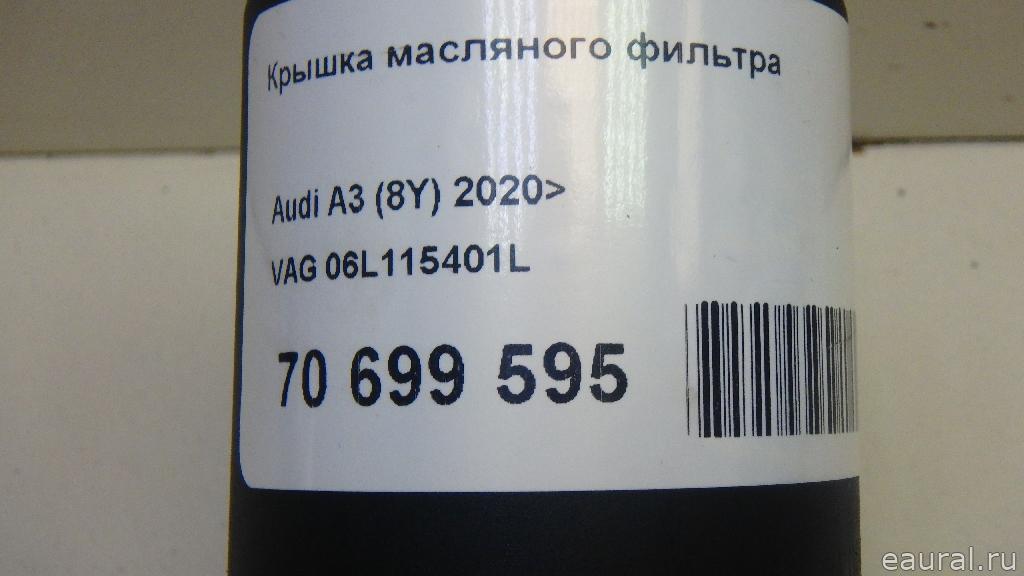 Крышка масляного фильтра
Audi A3 (8Y) 2020>
VAG 06L115401L
70 699 595
eaural.ru